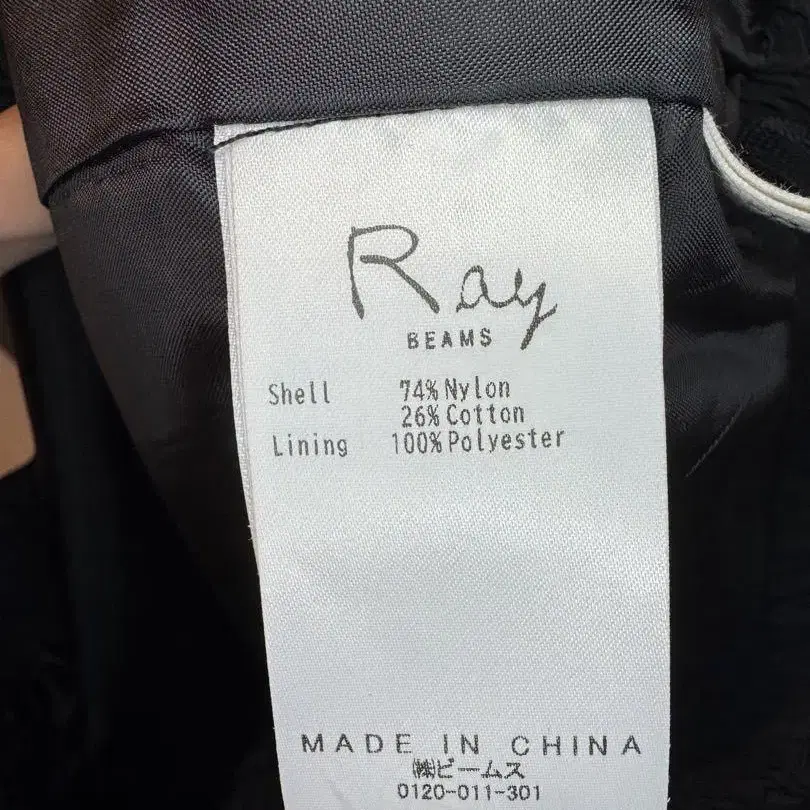 Ray
BEAMS
Shell 74% Nylon
26% Cotton
Lining 100% Polyester
MADE IN CHINA
㈱ビームス
0120-011-301